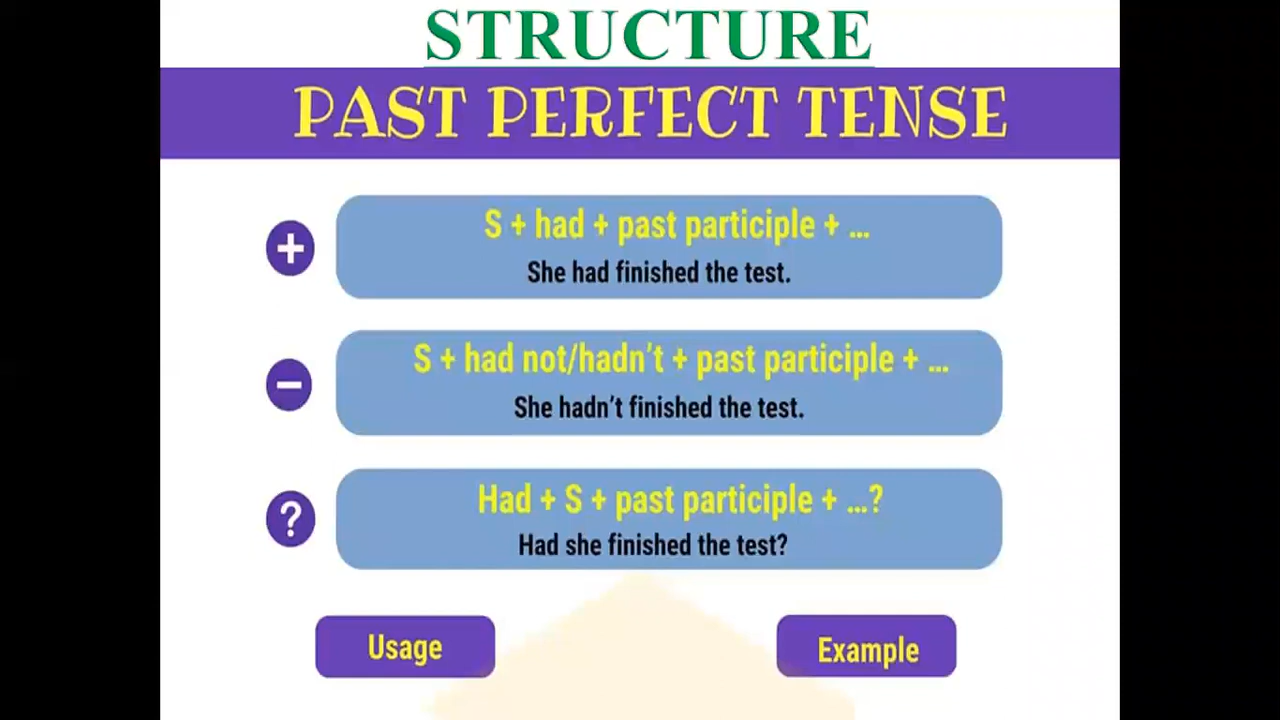 STRUCTURE
PAST PERFECT TENSE
+
S + had + past participle + ...
She had finished the test.
−
S + had not/hadn't + past participle + ...
She hadn't finished the test.
?
Had + S + past participle + ...?
Had she finished the test?
Usage
Example